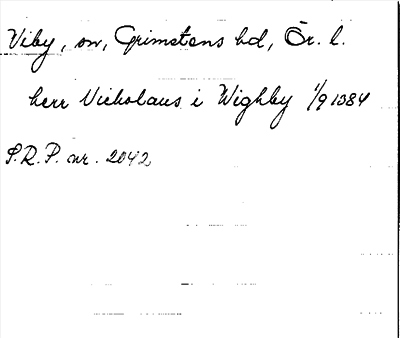 Viby, sn, Grimstens hd, Ör. l.
herr Nicholaus i Wighby 1/9 1384
S.R.P. nr. 2042